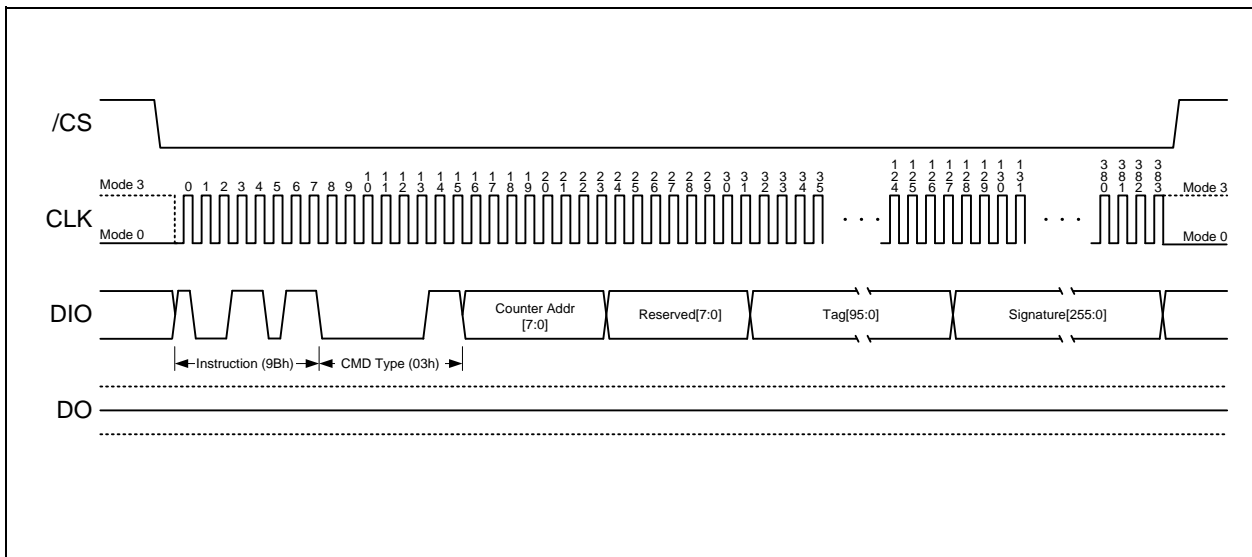 /CS
Mode 3
0 1 2 3 4 5 6 7 8 9 10 11 12 13 14 15 16 17 18 19 20 21 22 23 24 25 26 27 28 29 30 31 32 33 34 35 124 125 126 127 128 129 130 131 380 381 382 383
Mode 3
CLK
Mode 0
Mode 0
DIO
Counter Addr
[7:0]
Reserved[7:0]
Tag[95:0]
Signature[255:0]
Instruction (9Bh)
CMD Type (03h)
DO